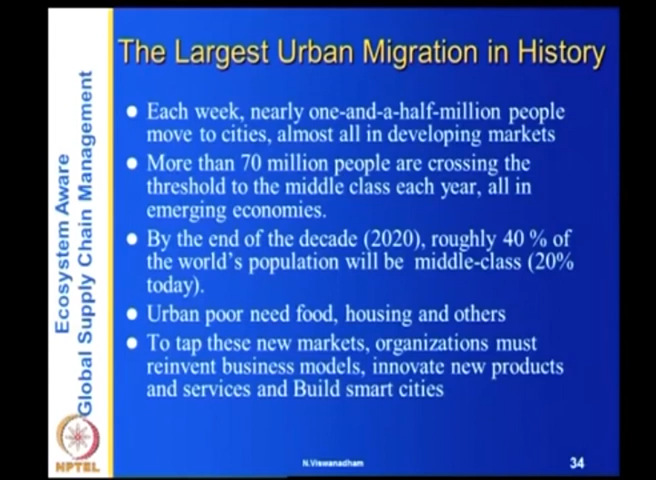 The Largest Urban Migration in History
Each week, nearly one-and-a-half-million people
move to cities, almost all in developing markets
More than 70 million people are crossing the
threshold to the middle class each year, all in
emerging economies.
By the end of the decade (2020), roughly 40 % of
the world's population will be middle-class (20%
today).
Urban poor need food, housing and others
To tap these new markets, organizations must
reinvent business models, innovate new products
and services and Build smart cities
Ecosystem Aware
Global Supply Chain Management
NPTEL
N.Viswanadham
34